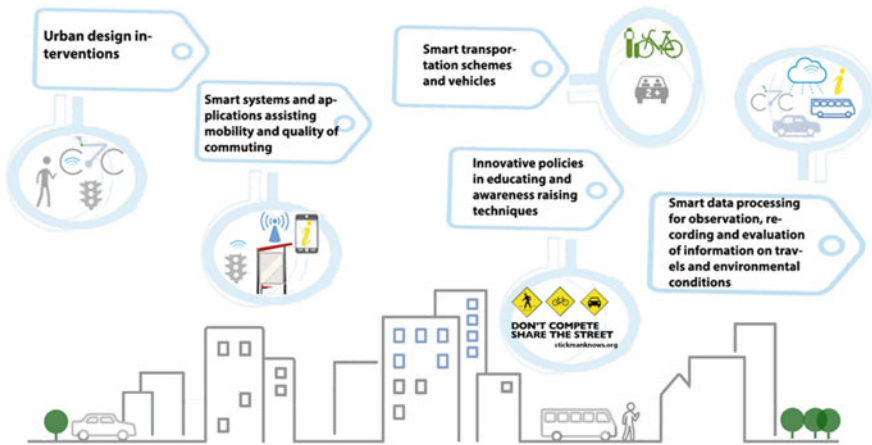 Urban design in-
terventions
Smart systems and ap-
plications assisting
mobility and quality of
commuting
Smart transpor-
tation schemes
and vehicles
2+
Innovative policies
in educating and
awareness raising
techniques
Smart data processing
for observation, re-
cording and evaluation
of information on trav-
els and environmental
conditions
i
i
DON'T COMPETE
SHARE THE STREET
stickmanknows.org